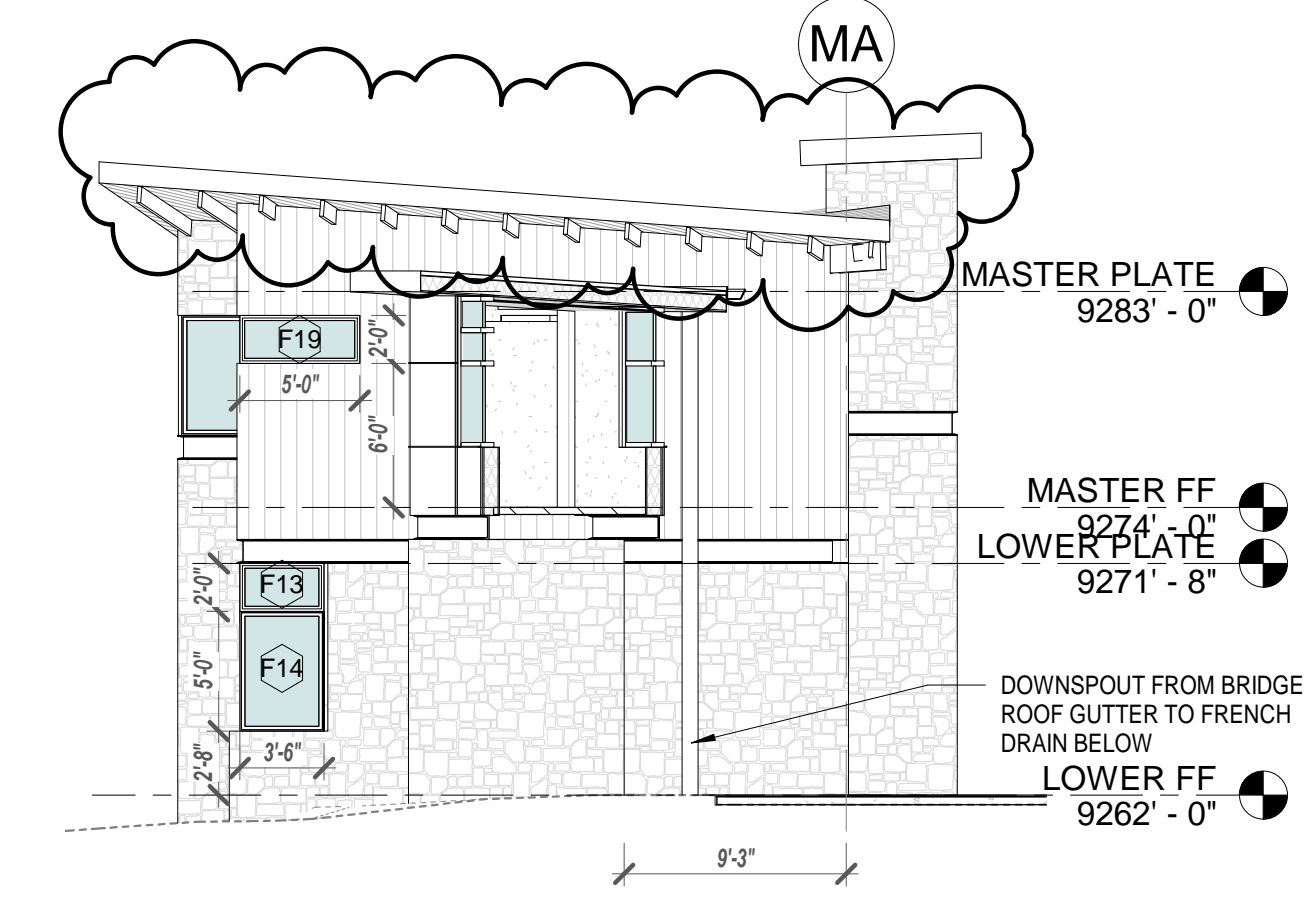 MA
MASTER PLATE
9283' - 0"
F19
2'-0"
5'-0"
6'-0"
MASTER FF
9274' - 0"
LOWER PLATE
9271' - 8"
F13
2'-0"
F14
5'-0"
DOWNSPOUT FROM BRIDGE
ROOF GUTTER TO FRENCH
DRAIN BELOW
3'-6"
2'-8"
LOWER FF
9262' - 0"
9'-3"